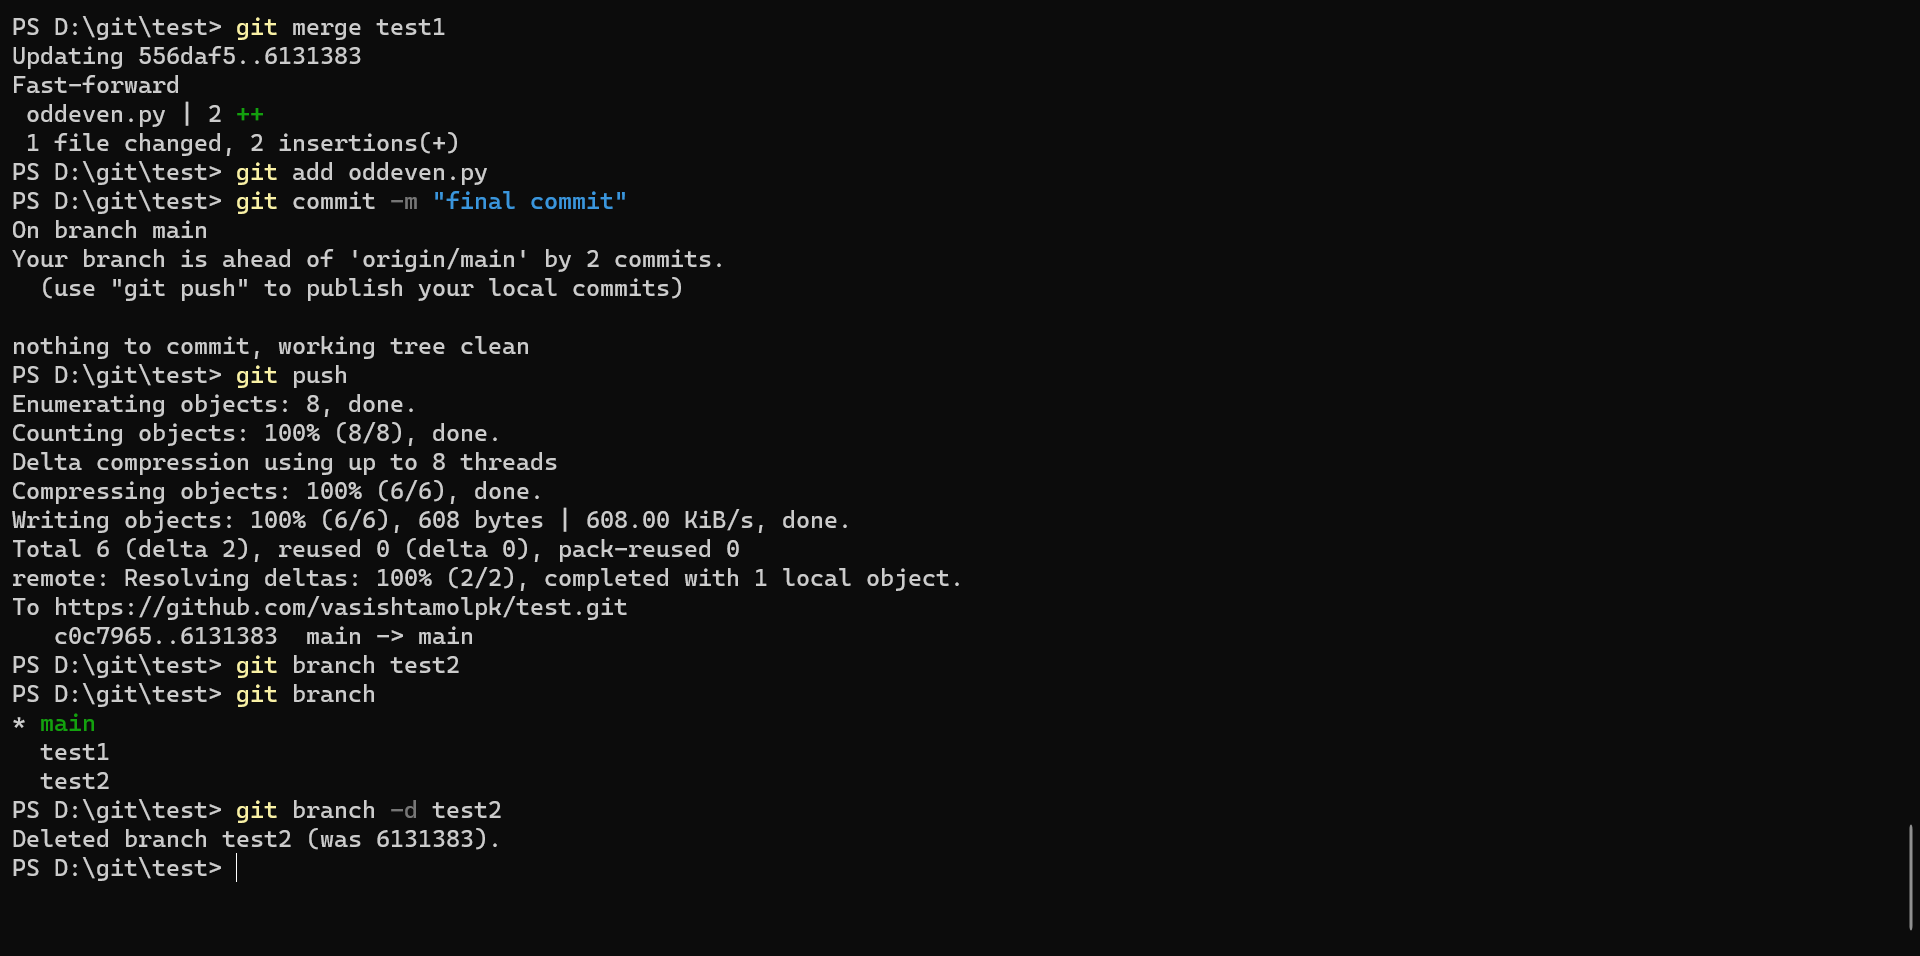 PS D:\git\test> git merge test1
Updating 556daf5..6131383
Fast-forward
 oddeven.py | 2 ++
 1 file changed, 2 insertions(+)
PS D:\git\test> git add oddeven.py
PS D:\git\test> git commit -m "final commit"
On branch main
Your branch is ahead of 'origin/main' by 2 commits.
  (use "git push" to publish your local commits)

nothing to commit, working tree clean
PS D:\git\test> git push
Enumerating objects: 8, done.
Counting objects: 100% (8/8), done.
Delta compression using up to 8 threads
Compressing objects: 100% (6/6), done.
Writing objects: 100% (6/6), 608 bytes | 608.00 KiB/s, done.
Total 6 (delta 2), reused 0 (delta 0), pack-reused 0
remote: Resolving deltas: 100% (2/2), completed with 1 local object.
To https://github.com/vasishtamolpk/test.git
   c0c7965..6131383  main -> main
PS D:\git\test> git branch test2
PS D:\git\test> git branch
* main
  test1
  test2
PS D:\git\test> git branch -d test2
Deleted branch test2 (was 6131383).
PS D:\git\test>